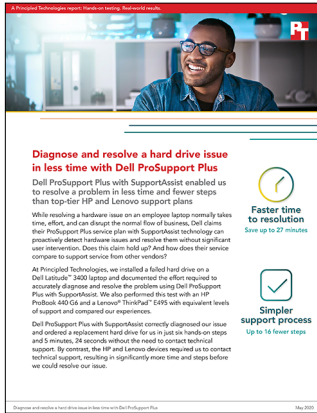 A Principled Technologies report: Hands-on testing. Real-world results.
PT
Diagnose and resolve a hard drive issue
in less time with Dell ProSupport Plus
Dell ProSupport Plus with SupportAssist enabled us
to resolve a problem in less time and fewer steps
than top-tier HP and Lenovo support plans
While resolving a hardware issue on an employee laptop normally takes
time, effort, and can disrupt the normal flow of business, Dell claims
their ProSupport Plus service plan with SupportAssist technology can
proactively detect hardware issues and resolve them without significant
user intervention. Does this claim hold up? And how does their service
compare to support service from other vendors?
At Principled Technologies, we installed a failed hard drive on a
Dell Latitude™ 3400 laptop and documented the effort required to
accurately diagnose and resolve the problem using Dell ProSupport
Plus with SupportAssist. We also performed this test with an HP
ProBook 440 G6 and a Lenovo® ThinkPad™ E495 with equivalent levels
of support and compared our experiences.
Dell ProSupport Plus with SupportAssist correctly diagnosed our issue
and ordered a replacement hard drive for us in just six hands-on steps
and 5 minutes, 24 seconds without the need to contact technical
support. By contrast, the HP and Lenovo devices required us to contact
technical support, resulting in significantly more time and steps before
we could resolve our issue.
Faster time
to resolution
Save up to 27 minutes
Simpler
support process
Up to 16 fewer steps
Diagnose and resolve a hard drive issue in less time with Dell ProSupport Plus
May 2020